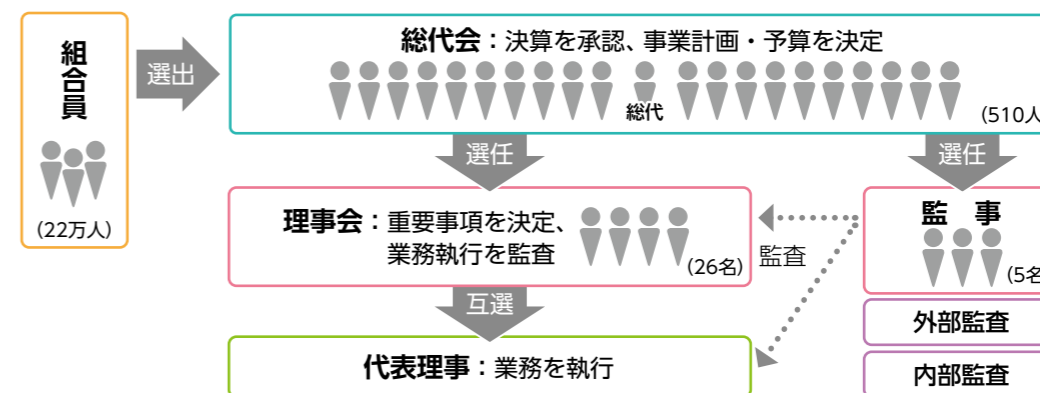 組合員
(22万人)
選出
総代会：決算を承認、事業計画・予算を決定
総代
(510人
選任
選任
理事会：重要事項を決定、
業務執行を監査
(26名)
監査
監　事
(5名
外部監査
内部監査
互選
代表理事：業務を執行